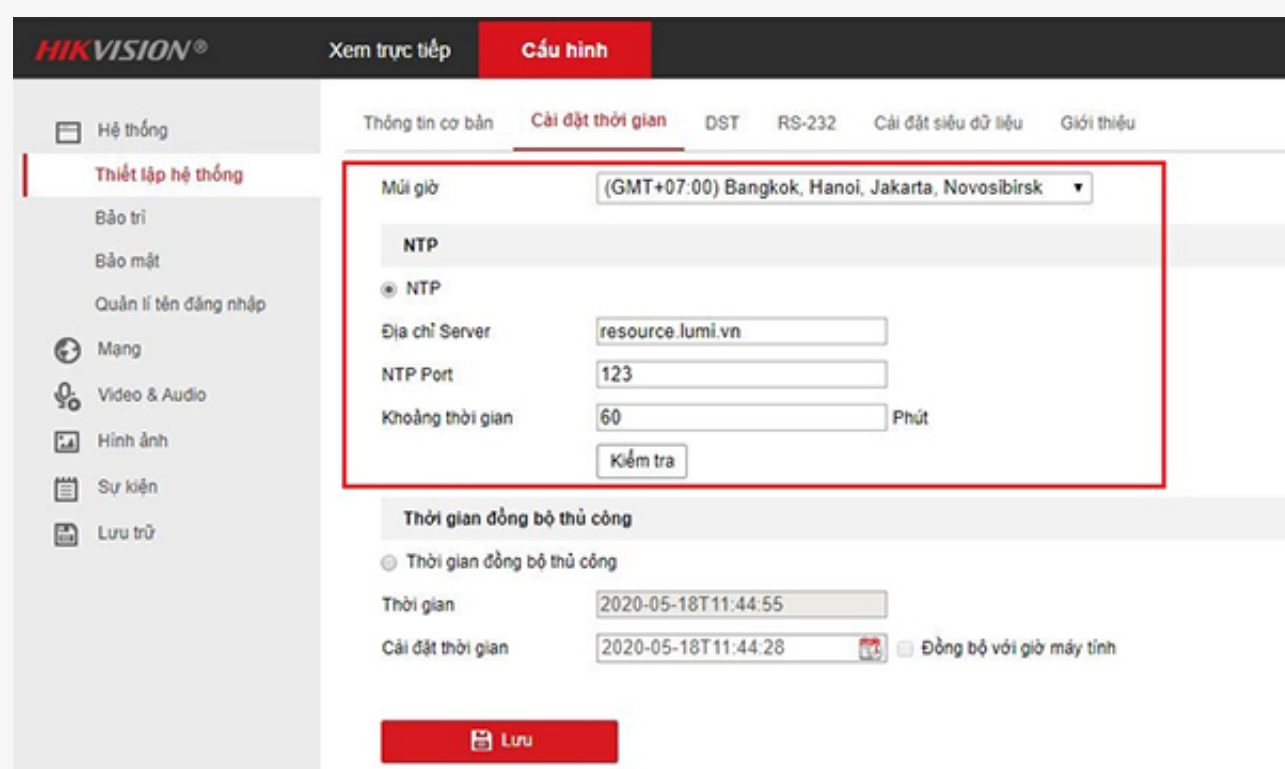 HIKVISION®
Xem trực tiếp
Cấu hình
Hệ thống
Thiết lập hệ thống
Bảo trì
Bảo mật
Quản lí tên đăng nhập
Mạng
Video & Audio
Hình ảnh
Sự kiện
Lưu trữ
Thông tin cơ bản
Cài đặt thời gian
DST
RS-232
Cài đặt siêu dữ liệu
Giới thiệu
Múi giờ
(GMT+07:00) Bangkok, Hanoi, Jakarta, Novosibirsk
NTP
NTP
Địa chỉ Server
resource.lumi.vn
NTP Port
123
Khoảng thời gian
60
Phút
Kiểm tra
Thời gian đồng bộ thủ công
Thời gian đồng bộ thủ công
Thời gian
2020-05-18T11:44:55
Cài đặt thời gian
2020-05-18T11:44:28
Đồng bộ với giờ máy tính
Lưu